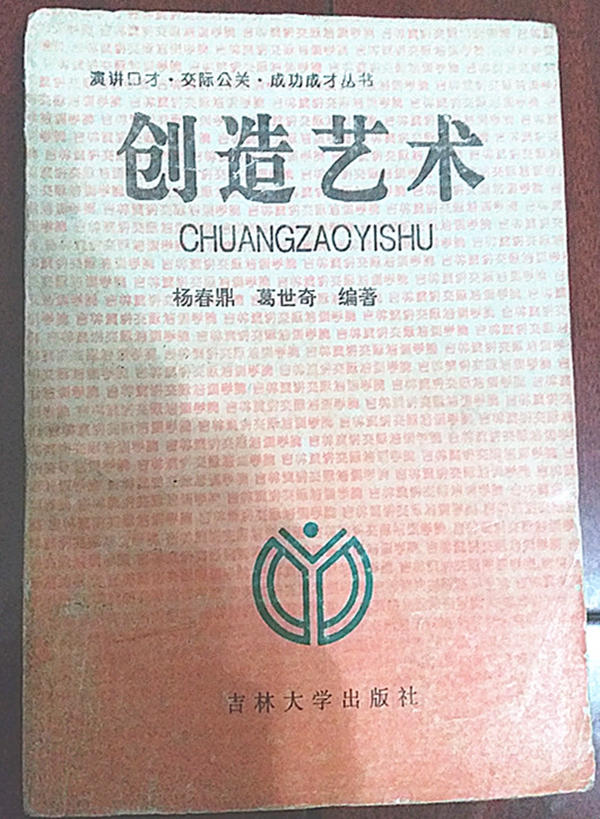 演讲口才·交际公关·成功成才丛书
创造艺术
CHUANGZAOYISHU
杨春鼎 葛世奇 编著
吉林大学出版社